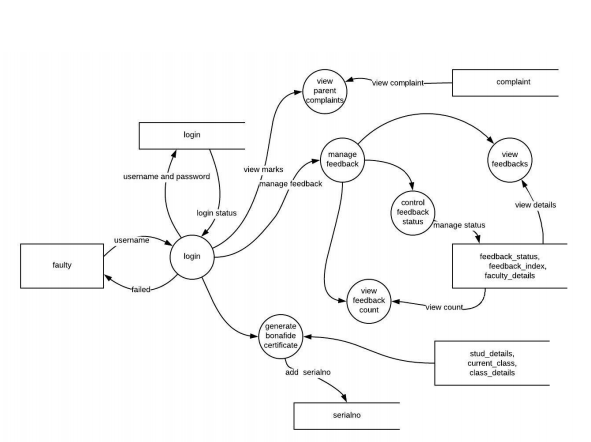 view
parent
complaints
view complaint
complaint
login
manage
feedback
view
feedbacks
username and password
view marks
manage feedback
control
feedback
status
view details
login status
manage status
username
faulty
login
feedback_status,
feedback_index,
faculty_details
failed
view
feedback
count
view count
generate
bonafide
certificate
stud_details,
current_class,
class_details
add serialno
serialno